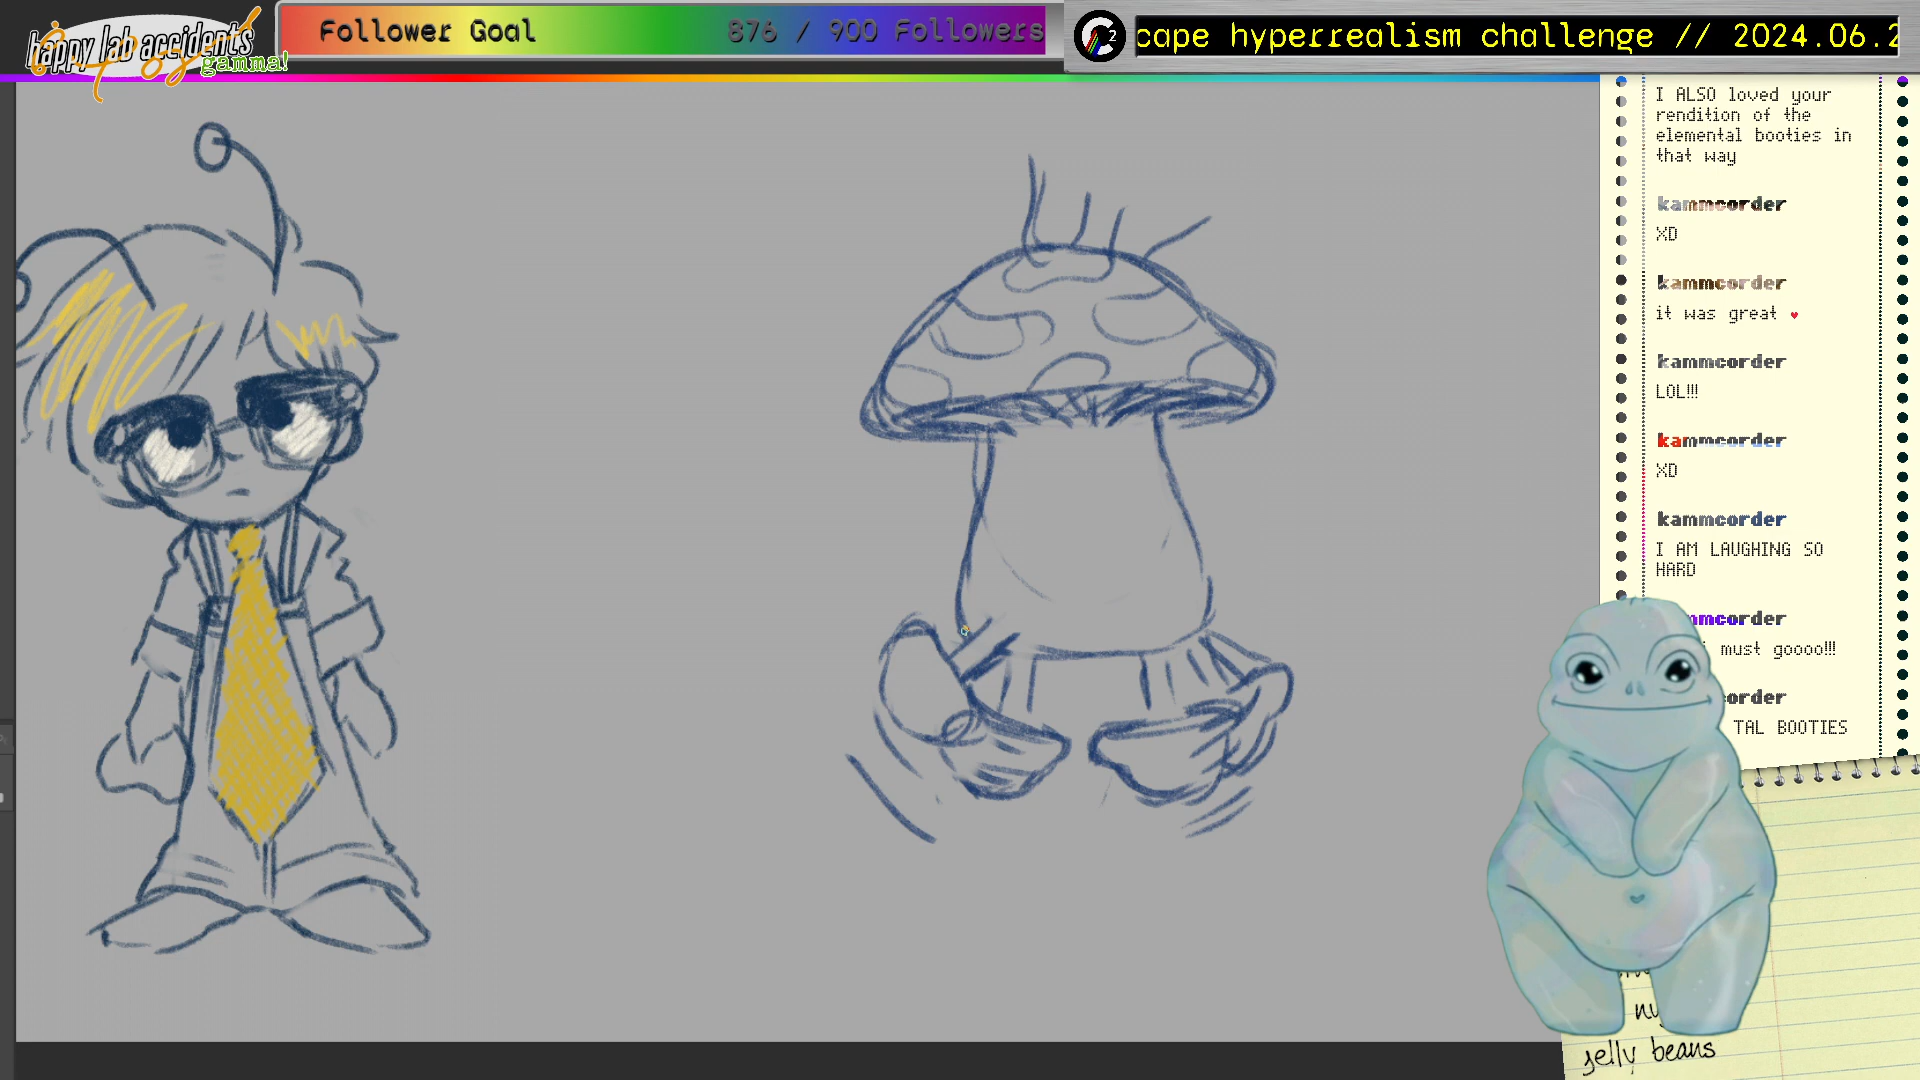 happy lab accidents
gamma!
Follower Goal
876 / 900 Followers
cape hyperrealism challenge // 2024.06.2
I ALSO loved your
rendition of the
elemental booties in
that way
kammcorder
XD
kammcorder
it was great ♥
kammcorder
LOL!!!
kammcorder
XD
kammcorder
I AM LAUGHING SO
HARD
mmcorder
must goooo!!!
order
TAL BOOTIES
jelly beans